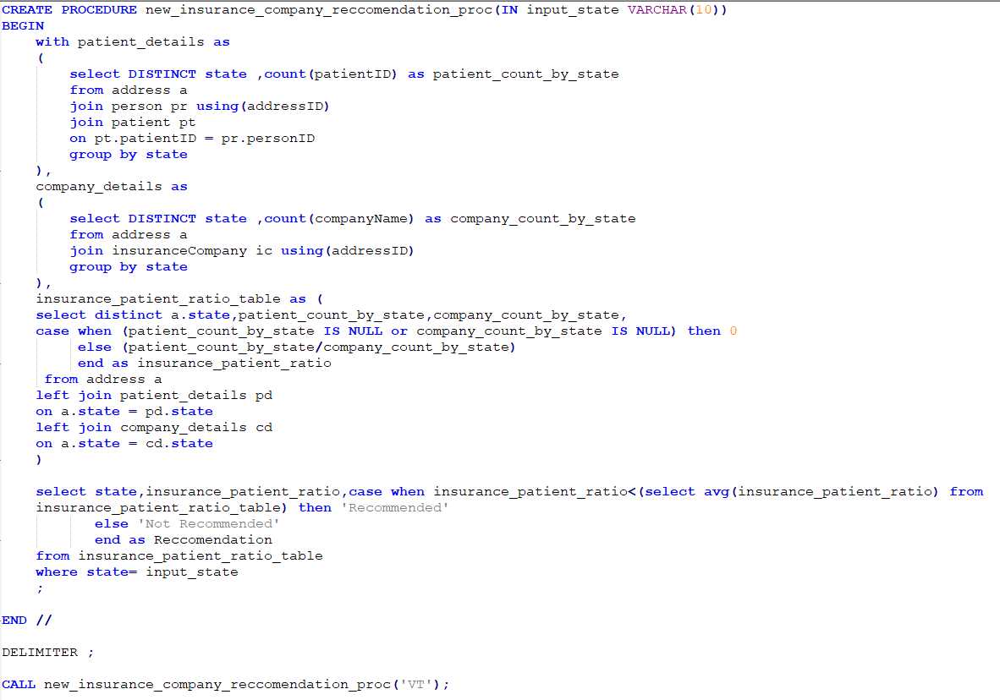 CREATE PROCEDURE new_insurance_company_reccomendation_proc(IN input_state VARCHAR(10))
BEGIN
    with patient_details as
    (
        select DISTINCT state ,count(patientID) as patient_count_by_state
        from address a
        join person pr using(addressID)
        join patient pt
        on pt.patientID = pr.personID
        group by state
    ),
    company_details as
    (
        select DISTINCT state ,count(companyName) as company_count_by_state
        from address a
        join insuranceCompany ic using(addressID)
        group by state
    ),
    insurance_patient_ratio_table as (
    select distinct a.state,patient_count_by_state,company_count_by_state,
    case when (patient_count_by_state IS NULL or company_count_by_state IS NULL) then 0
         else (patient_count_by_state/company_count_by_state)
         end as insurance_patient_ratio
     from address a
    left join patient_details pd
    on a.state = pd.state
    left join company_details cd
    on a.state = cd.state
    )
    select state,insurance_patient_ratio,case when insurance_patient_ratio<(select avg(insurance_patient_ratio) from
    insurance_patient_ratio_table) then 'Recommended'
           else 'Not Recommended'
           end as Reccomendation
    from insurance_patient_ratio_table
    where state= input_state
    ;
END //
DELIMITER ;
CALL new_insurance_company_reccomendation_proc('VT');